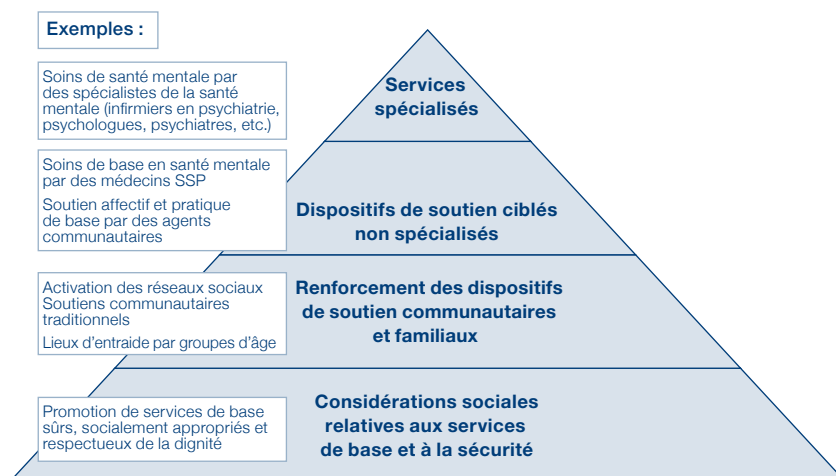 Exemples :
Soins de santé mentale par
des spécialistes de la santé
mentale (infirmiers en psychiatrie,
psychologues, psychiatres, etc.)
Services
spécialisés
Soins de base en santé mentale
par des médecins SSP
Soutien affectif et pratique
de base par des agents
communautaires
Dispositifs de soutien ciblés
non spécialisés
Activation des réseaux sociaux
Soutiens communautaires
traditionnels
Lieux d'entraide par groupes d'âge
Renforcement des dispositifs
de soutien communautaires
et familiaux
Promotion de services de base
sûrs, socialement appropriés et
respectueux de la dignité
Considérations sociales
relatives aux services
de base et à la sécurité